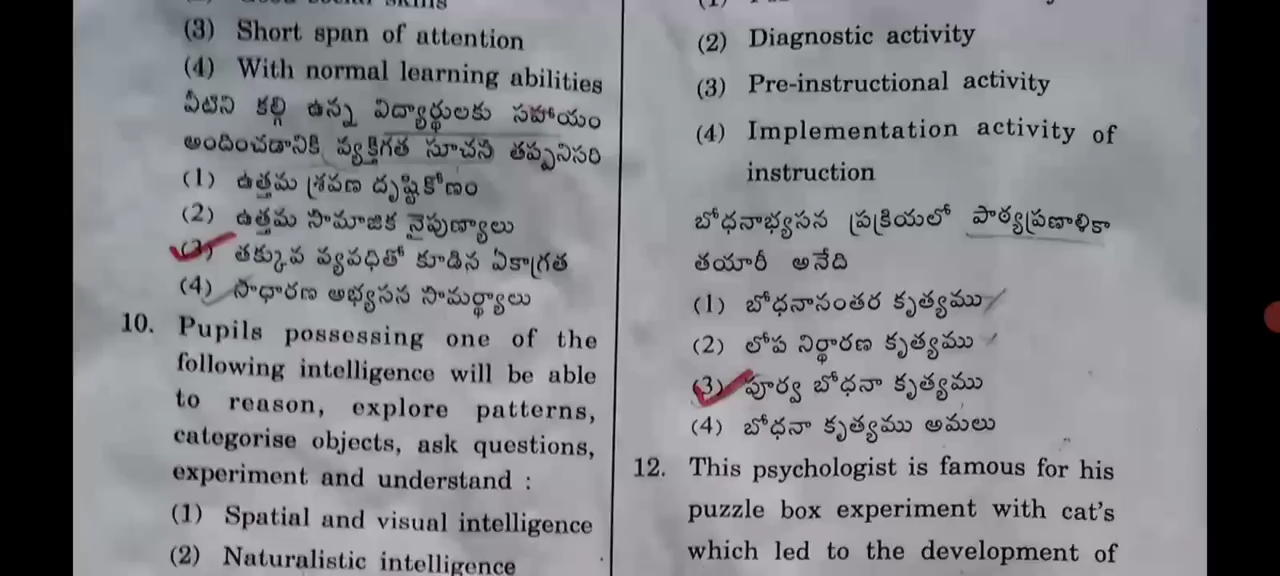 (3) Short span of attention
(4) With normal learning abilities
వీటిని కల్గి ఉన్న విద్యార్థులకు సహాయం
అందించడానికి వ్యక్తిగత సూచన తప్పనిసరి
(1) ఉత్తమ శ్రవణ దృష్టికోణం
(2) ఉత్తమ సామాజిక నైపుణ్యాలు
(3) తక్కువ వ్యవధితో కూడిన ఏకాగ్రత
(4) సాధారణ అభ్యసన సామర్థ్యాలు
10. Pupils possessing one of the
following intelligence will be able
to reason, explore patterns,
categorise objects, ask questions,
experiment and understand :
(1) Spatial and visual intelligence
(2) Naturalistic intelligence
(2) Diagnostic activity
(3) Pre-instructional activity
(4) Implementation activity of
instruction
బోధనాభ్యసన ప్రక్రియలో పాఠ్యప్రణాళికా
తయారీ అనేది
(1) బోధనానంతర కృత్యము
(2) లోప నిర్ధారణ కృత్యము
(3) పూర్వ బోధనా కృత్యము
(4) బోధనా కృత్యము అమలు
12. This psychologist is famous for his
puzzle box experiment with cat's
which led to the development of